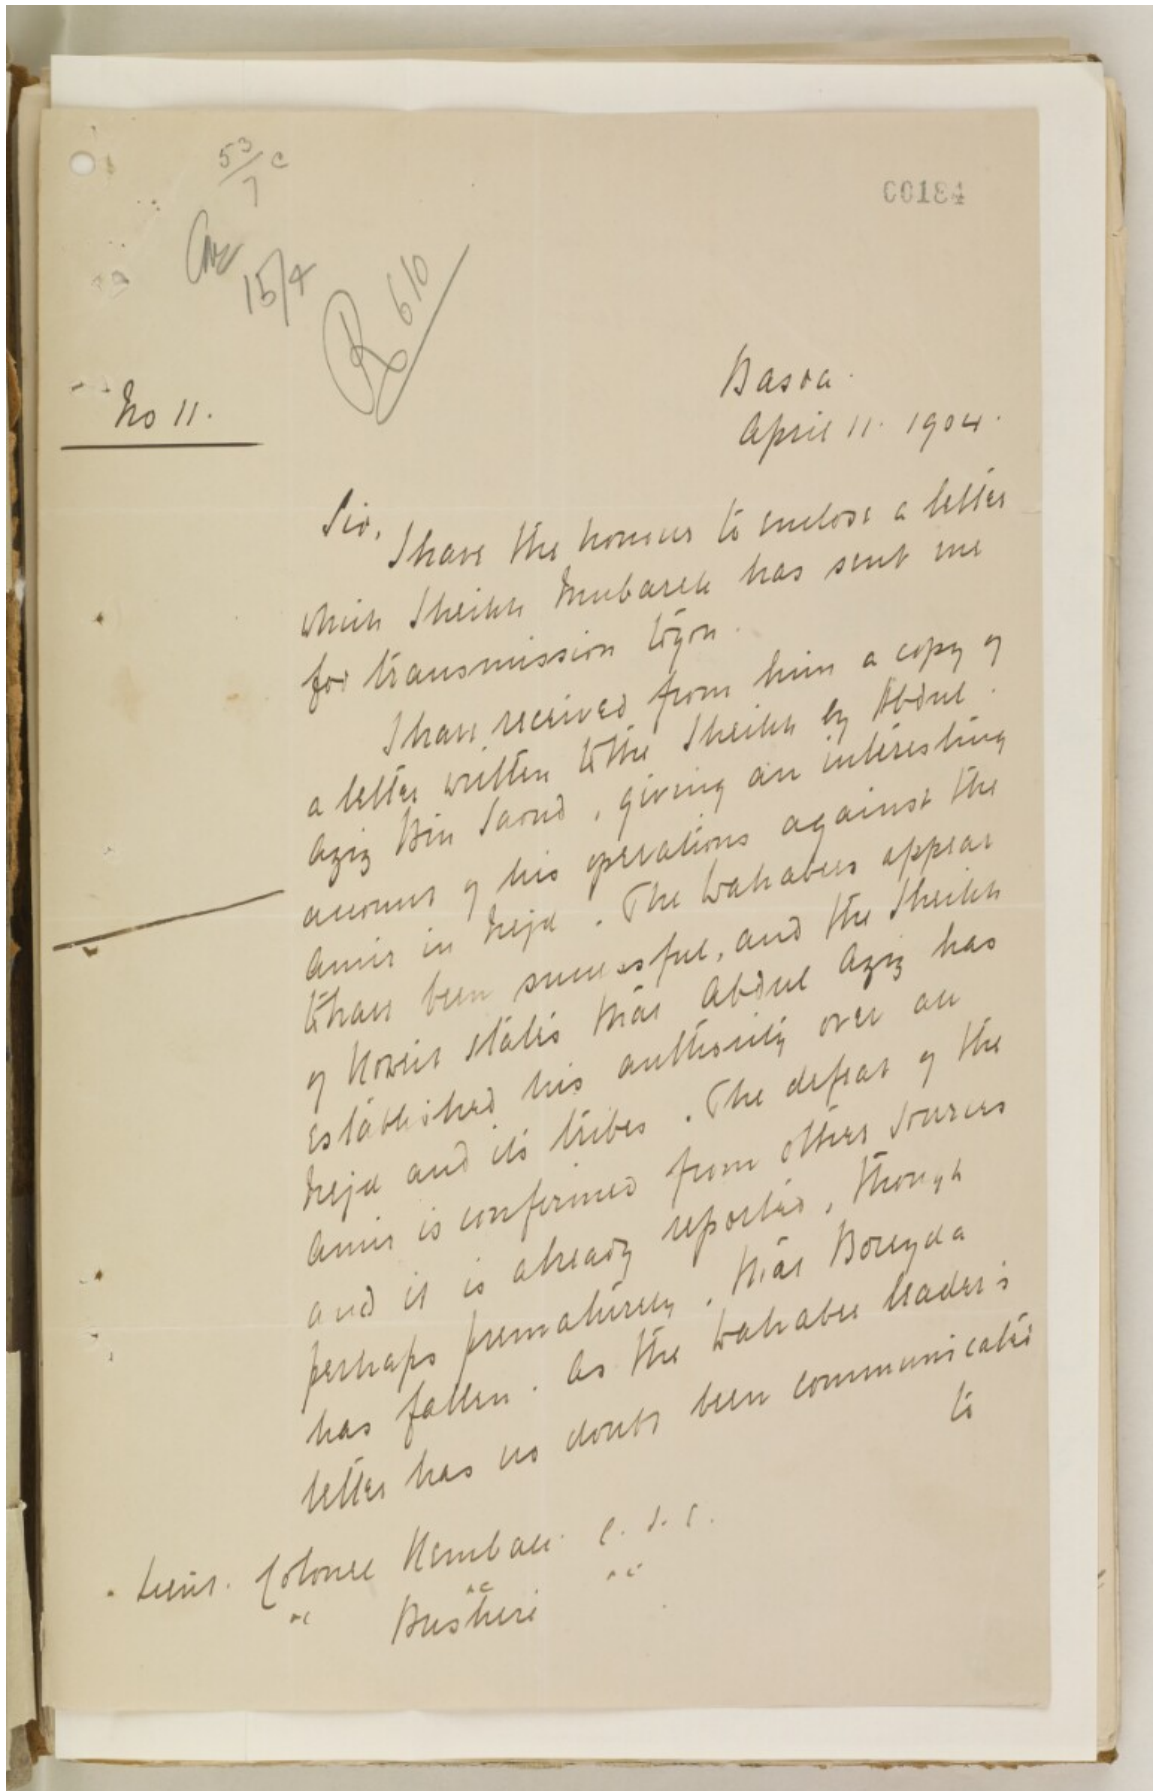 53/7 C
15/4
R 610
00184
No 11.
Basra.
April 11. 1904.
Sir,
I have the honour to enclose a letter
which Sheikh Mubarek has sent me
for transmission to you.
I have received from him a copy of
a letter written to the Sheikh by Abdul
Aziz Bin Saoud, giving an interesting
account of his operations against the
Amir in Nejd. The Wahabees appear
to have been successful, and the Sheikh
of Koweit states that Abdul Aziz has
established his authority over all
Nejd and its tribes. The defeat of the
Amir is confirmed from other sources
and it is already reported, though
perhaps prematurely, that Boreyda
has fallen. As the Wahabee leader's
letter has no doubt been communicated
to
Lieut. Colonel Kemball C.I.E.
&c &c &c
Bushire